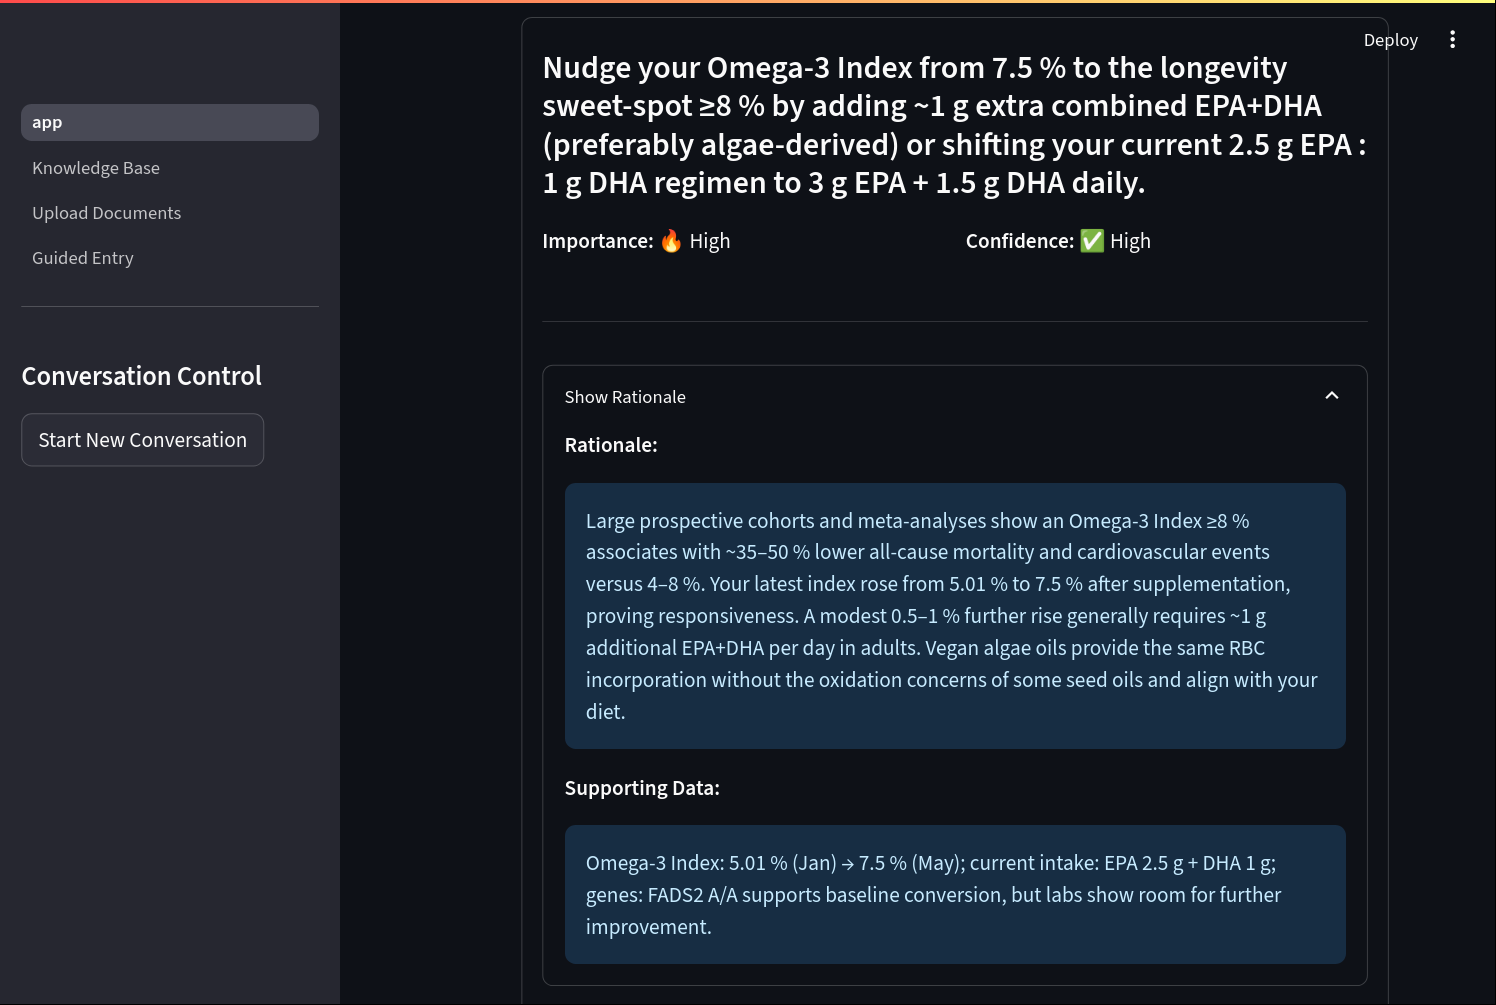 Deploy
app
Knowledge Base
Upload Documents
Guided Entry
Conversation Control
Start New Conversation
Nudge your Omega-3 Index from 7.5 % to the longevity
sweet-spot ≥8 % by adding ~1 g extra combined EPA+DHA
(preferably algae-derived) or shifting your current 2.5 g EPA :
1 g DHA regimen to 3 g EPA + 1.5 g DHA daily.
Importance: 🔥 High
Confidence: ✅ High
Show Rationale
Rationale:
Large prospective cohorts and meta-analyses show an Omega-3 Index ≥8 %
associates with ~35–50 % lower all-cause mortality and cardiovascular events
versus 4–8 %. Your latest index rose from 5.01 % to 7.5 % after supplementation,
proving responsiveness. A modest 0.5–1 % further rise generally requires ~1 g
additional EPA+DHA per day in adults. Vegan algae oils provide the same RBC
incorporation without the oxidation concerns of some seed oils and align with your
diet.
Supporting Data:
Omega-3 Index: 5.01 % (Jan) → 7.5 % (May); current intake: EPA 2.5 g + DHA 1 g;
genes: FADS2 A/A supports baseline conversion, but labs show room for further
improvement.